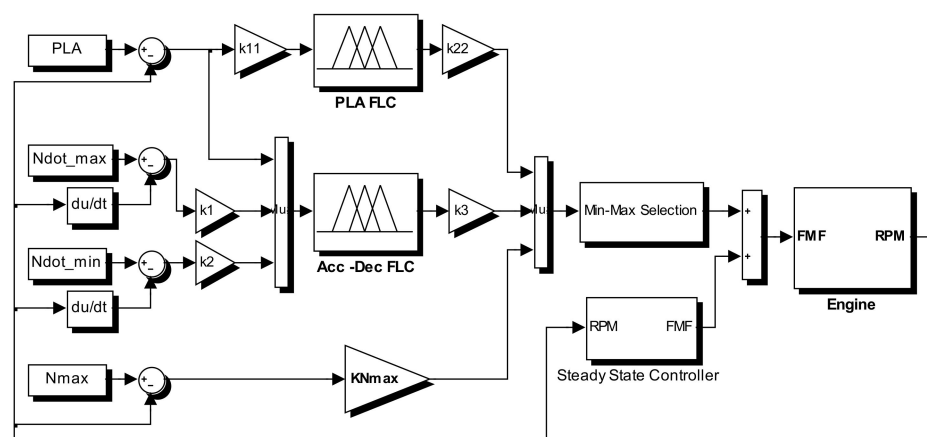 PLA
+
-
k11
PLA FLC
k22
Ndot_max
+
-
du/dt
k1
Ndot_min
+
-
k2
du/dt
Acc -Dec FLC
k3
Min-Max Selection
+
+
FMF
RPM
Engine
RPM
FMF
Steady State Controller
Nmax
+
-
KNmax